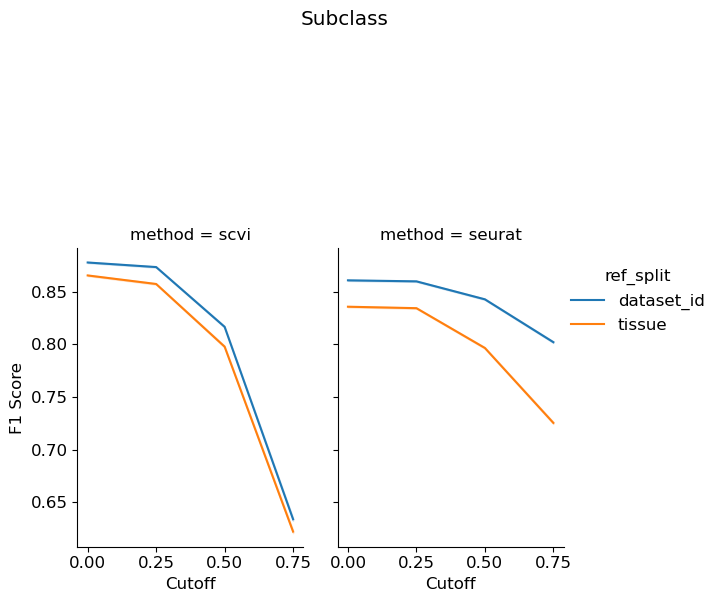 Subclass
method = scvi
method = seurat
ref_split
dataset_id
tissue
F1 Score
0.85
0.80
0.75
0.70
0.65
0.00 0.25 0.50 0.75
0.00 0.25 0.50 0.75
Cutoff
Cutoff